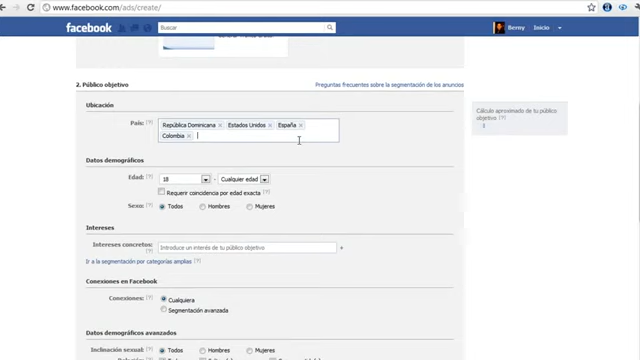 www.facebook.com/ads/create/
facebook Buscar Berny Inicio
2. Público objetivo Preguntas frecuentes sobre la segmentación de los anuncios
Ubicación
Cálculo aproximado de tu público objetivo [?]
País: [?] República Dominicana × Estados Unidos × España ×
Colombia ×
Datos demográficos
Edad: [?] 18 - Cualquier edad
Requerir coincidencia por edad exacta [?]
Sexo: [?] Todos Hombres Mujeres
Intereses
Intereses concretos: [?] Introduce un interés de tu público objetivo
Ir a la segmentación por categorías amplias [?]
Conexiones en Facebook
Conexiones: [?] Cualquiera
Segmentación avanzada
Datos demográficos avanzados
Inclinación sexual: [?] Todos Hombres Mujeres